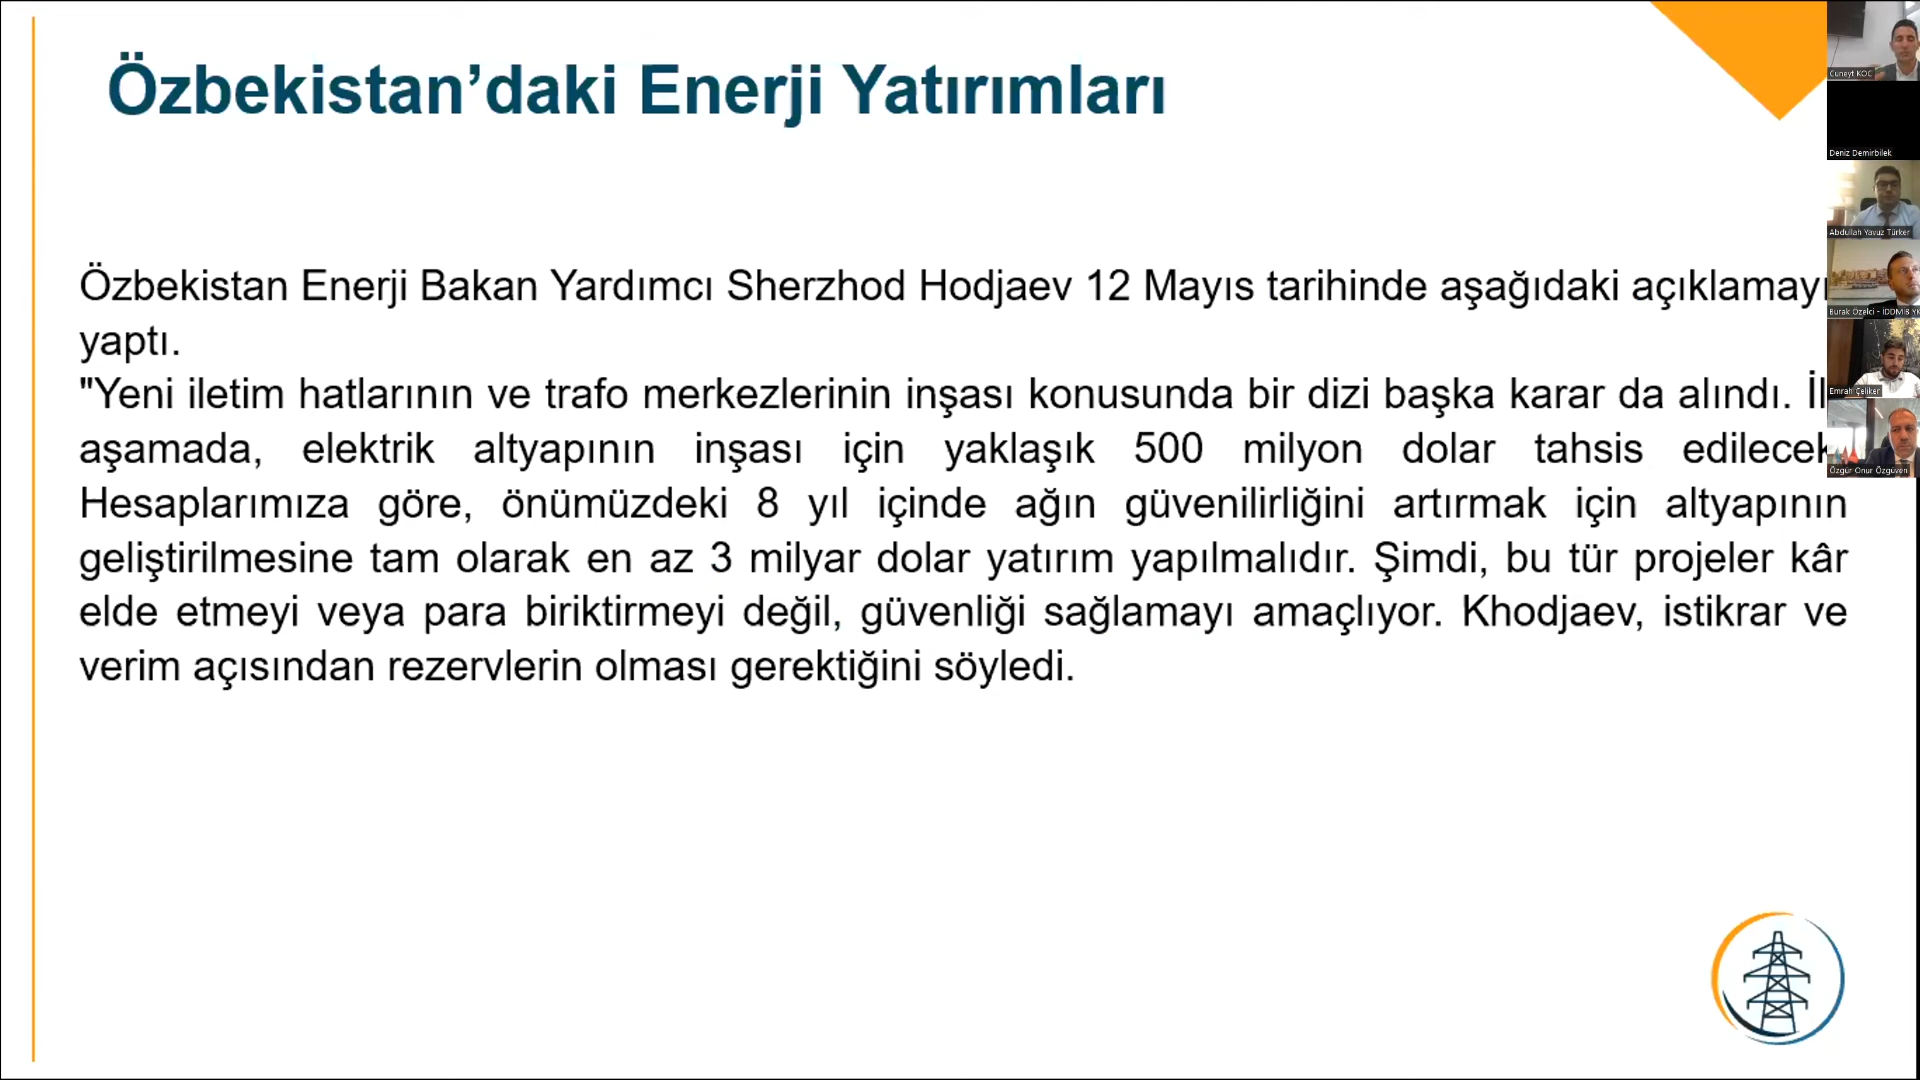 Özbekistan’daki Enerji Yatırımları
Özbekistan Enerji Bakan Yardımcı Sherzhod Hodjaev 12 Mayıs tarihinde aşağıdaki açıklamayı
yaptı.
"Yeni iletim hatlarının ve trafo merkezlerinin inşası konusunda bir dizi başka karar da alındı.
aşamada, elektrik altyapının inşası için yaklaşık 500 milyon dolar tahsis edilecek
Hesaplarımıza göre, önümüzdeki 8 yıl içinde ağın güvenilirliğini artırmak için altyapının
geliştirilmesine tam olarak en az 3 milyar dolar yatırım yapılmalıdır. Şimdi, bu tür projeler kâr
elde etmeyi veya para biriktirmeyi değil, güvenliği sağlamayı amaçlıyor. Khodjaev, istikrar ve
verim açısından rezervlerin olması gerektiğini söyledi.
Cuneyt KOC
Deniz Demirbilek
Abdullah Yavuz Türker
Burak Özelci - İDDMİB YK
Emrah Çeliker
Özgür Onur Özgüven